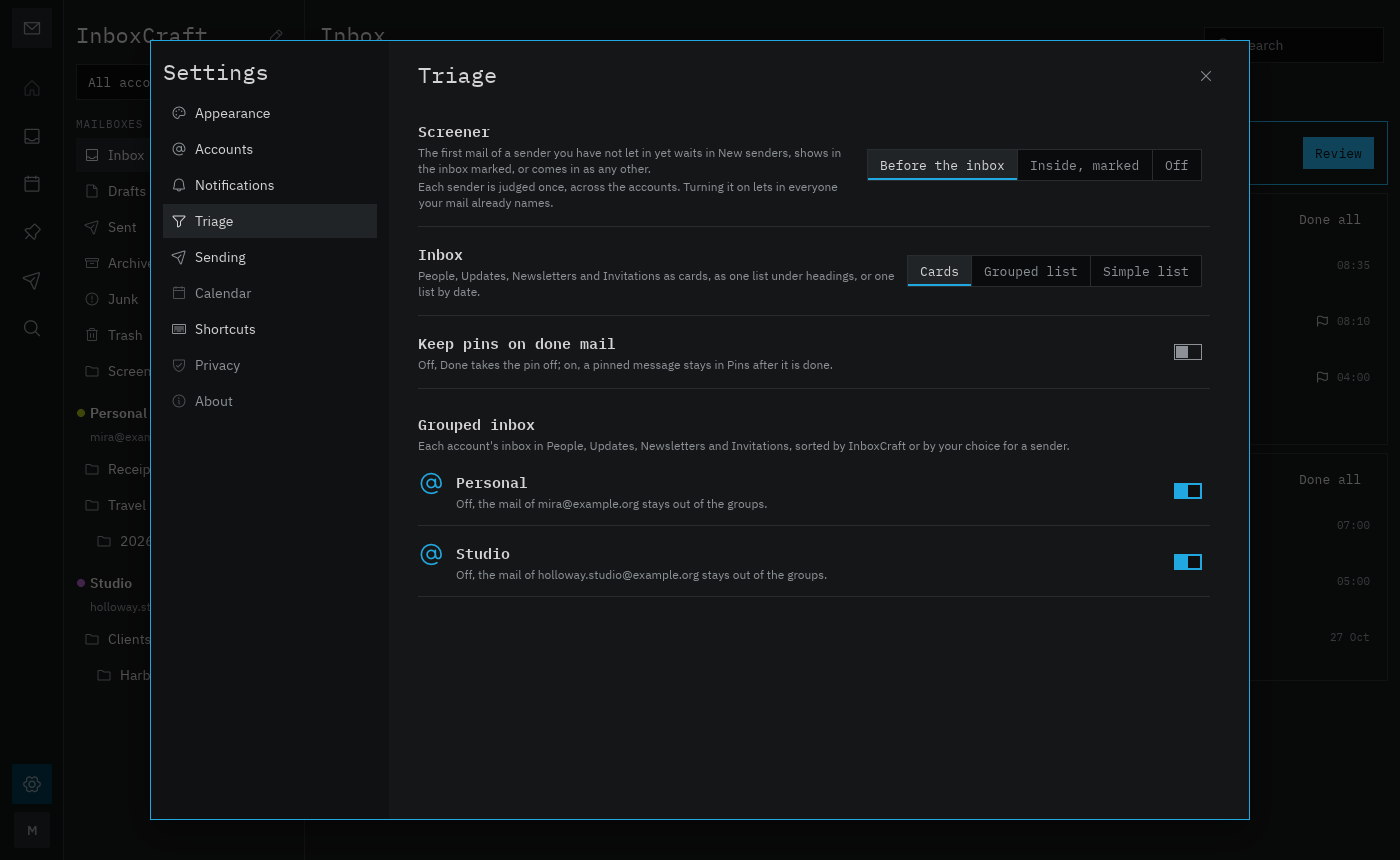 InboxCraft
Inbox
Search
All acco
MAILBOXES
Inbox
Drafts
Sent
Archive
Junk
Trash
Screen
Personal
mira@exam
Receip
Travel
2026
Studio
holloway.st
Clients
Harb
M
Settings
Appearance
Accounts
Notifications
Triage
Sending
Calendar
Shortcuts
Privacy
About
Triage
Screener
The first mail of a sender you have not let in yet waits in New senders, shows in
the inbox marked, or comes in as any other.
Each sender is judged once, across the accounts. Turning it on lets in everyone
your mail already names.
Before the inbox
Inside, marked
Off
Inbox
People, Updates, Newsletters and Invitations as cards, as one list under headings, or one
list by date.
Cards
Grouped list
Simple list
Keep pins on done mail
Off, Done takes the pin off; on, a pinned message stays in Pins after it is done.
Grouped inbox
Each account's inbox in People, Updates, Newsletters and Invitations, sorted by InboxCraft or by your choice for a sender.
Personal
Off, the mail of mira@example.org stays out of the groups.
Studio
Off, the mail of holloway.studio@example.org stays out of the groups.
Review
Done all
08:35
08:10
04:00
Done all
07:00
05:00
27 Oct